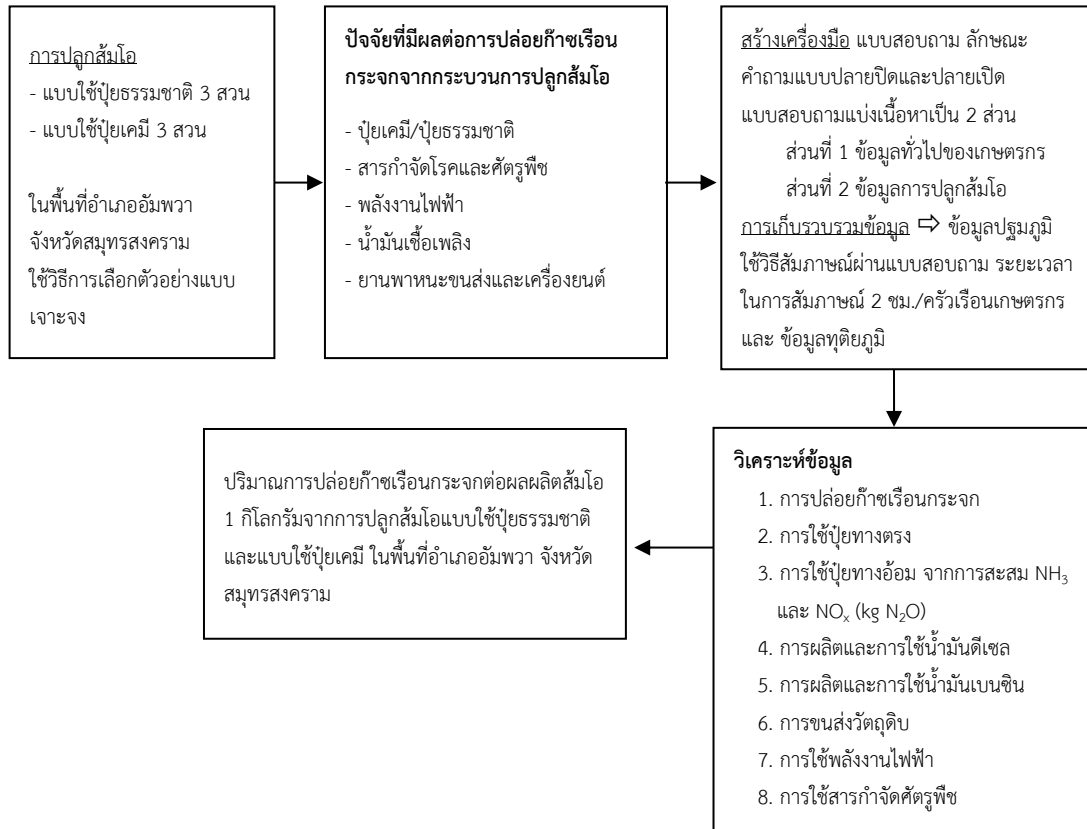 การปลูกส้มโอ
- แบบใช้ปุ๋ยธรรมชาติ 3 สวน
- แบบใช้ปุ๋ยเคมี 3 สวน
ในพื้นที่อำเภออัมพวา
จังหวัดสมุทรสงคราม
ใช้วิธีการเลือกตัวอย่างแบบ
เจาะจง
ปัจจัยที่มีผลต่อการปล่อยก๊าซเรือน
กระจกจากกระบวนการปลูกส้มโอ
- ปุ๋ยเคมี/ปุ๋ยธรรมชาติ
- สารกำจัดโรคและศัตรูพืช
- พลังงานไฟฟ้า
- น้ำมันเชื้อเพลิง
- ยานพาหนะขนส่งและเครื่องยนต์
สร้างเครื่องมือ แบบสอบถาม ลักษณะ
คำถามแบบปลายปิดและปลายเปิด
แบบสอบถามแบ่งเนื้อหาเป็น 2 ส่วน
ส่วนที่ 1 ข้อมูลทั่วไปของเกษตรกร
ส่วนที่ 2 ข้อมูลการปลูกส้มโอ
การเก็บรวบรวมข้อมูล ⇨ ข้อมูลปฐมภูมิ
ใช้วิธีสัมภาษณ์ผ่านแบบสอบถาม ระยะเวลา
ในการสัมภาษณ์ 2 ชม./ครัวเรือนเกษตรกร
และ ข้อมูลทุติยภูมิ
วิเคราะห์ข้อมูล
1. การปล่อยก๊าซเรือนกระจก
2. การใช้ปุ๋ยทางตรง
3. การใช้ปุ๋ยทางอ้อม จากการสะสม NH₃
และ NOₓ (kg N₂O)
4. การผลิตและการใช้น้ำมันดีเซล
5. การผลิตและการใช้น้ำมันเบนซิน
6. การขนส่งวัตถุดิบ
7. การใช้พลังงานไฟฟ้า
8. การใช้สารกำจัดศัตรูพืช
ปริมาณการปล่อยก๊าซเรือนกระจกต่อผลผลิตส้มโอ
1 กิโลกรัมจากการปลูกส้มโอแบบใช้ปุ๋ยธรรมชาติ
และแบบใช้ปุ๋ยเคมี ในพื้นที่อำเภออัมพวา จังหวัด
สมุทรสงคราม